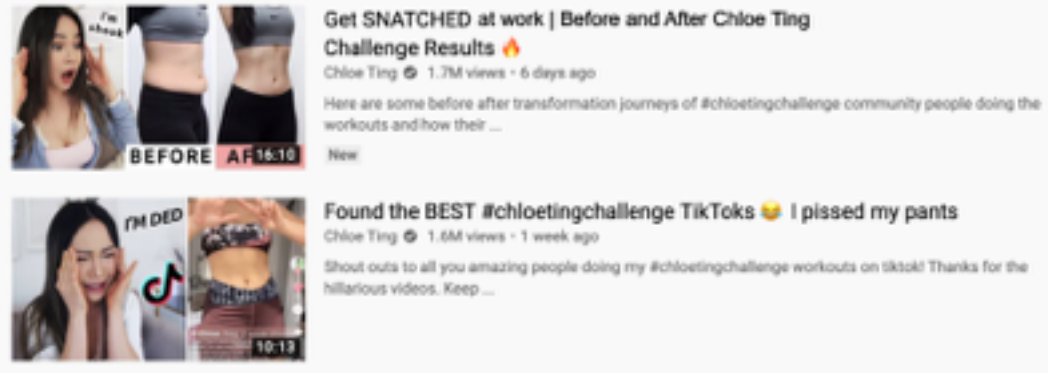 I'm
shook
BEFORE AF
16:10
Get SNATCHED at work | Before and After Chloe Ting
Challenge Results 🔥
Chloe Ting 1.7M views • 6 days ago
Here are some before after transformation journeys of #chloetingchallenge community people doing the
workouts and how their ...
New
I'M DED
10:13
Found the BEST #chloetingchallenge TikToks 😂 I pissed my pants
Chloe Ting 1.6M views • 1 week ago
Shout outs to all you amazing people doing my #chloetingchallenge workouts on tiktok! Thanks for the
hillarious videos. Keep ...